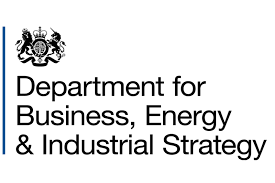 Department for
Business, Energy
& Industrial Strategy